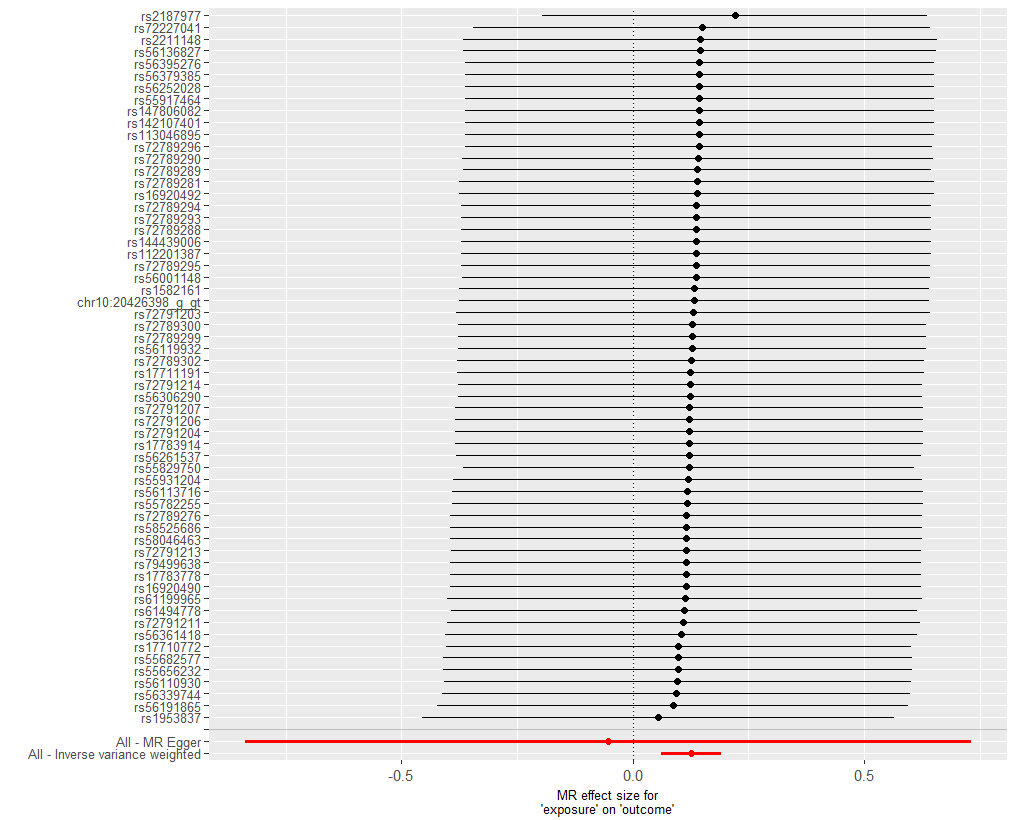 rs2187977
rs72227041
rs2211148
rs56136827
rs56395276
rs56379385
rs56252028
rs55917464
rs147806082
rs142107401
rs113046895
rs72789296
rs72789290
rs72789289
rs72789281
rs16920492
rs72789294
rs72789293
rs72789288
rs144439006
rs112201387
rs72789295
rs56001148
rs1582161
chr10:20426398_g_gt
rs72791203
rs72789300
rs72789299
rs56119932
rs72789302
rs17711191
rs72791214
rs56306290
rs72791207
rs72791206
rs72791204
rs17783914
rs56261537
rs55829750
rs55931204
rs56113716
rs55782255
rs72789276
rs58525686
rs58046463
rs72791213
rs79499638
rs17783778
rs16920490
rs61199965
rs61494778
rs72791211
rs56361418
rs17710772
rs55682577
rs55656232
rs56110930
rs56339744
rs56191865
rs1953837
All - MR Egger
All - Inverse variance weighted
-0.5 0.0 0.5
MR effect size for
'exposure' on 'outcome'